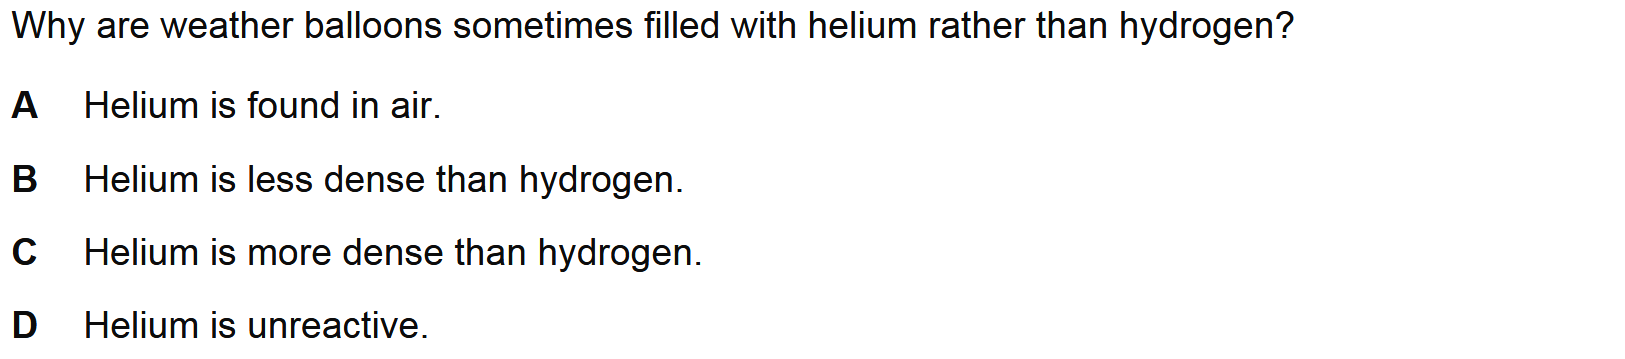 Why are weather balloons sometimes filled with helium rather than hydrogen?
A Helium is found in air.
B Helium is less dense than hydrogen.
C Helium is more dense than hydrogen.
D Helium is unreactive.